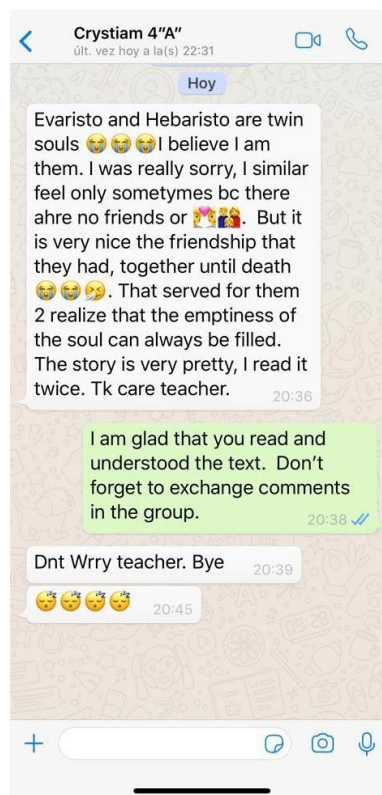 Crystiam 4”A”
últ. vez hoy a la(s) 22:31
Hoy
Evaristo and Hebaristo are twin
souls 😭😭😭I believe I am
them. I was really sorry, I similar
feel only sometymes bc there
ahre no friends or 💏👨‍👩‍👦. But it
is very nice the friendship that
they had, together until death
😭😭🤧. That served for them
2 realize that the emptiness of
the soul can always be filled.
The story is very pretty, I read it
twice. Tk care teacher.
20:36
I am glad that you read and
understood the text. Don’t
forget to exchange comments
in the group.
20:38
Dnt Wrry teacher. Bye
20:39
😴😴😴😴
20:45